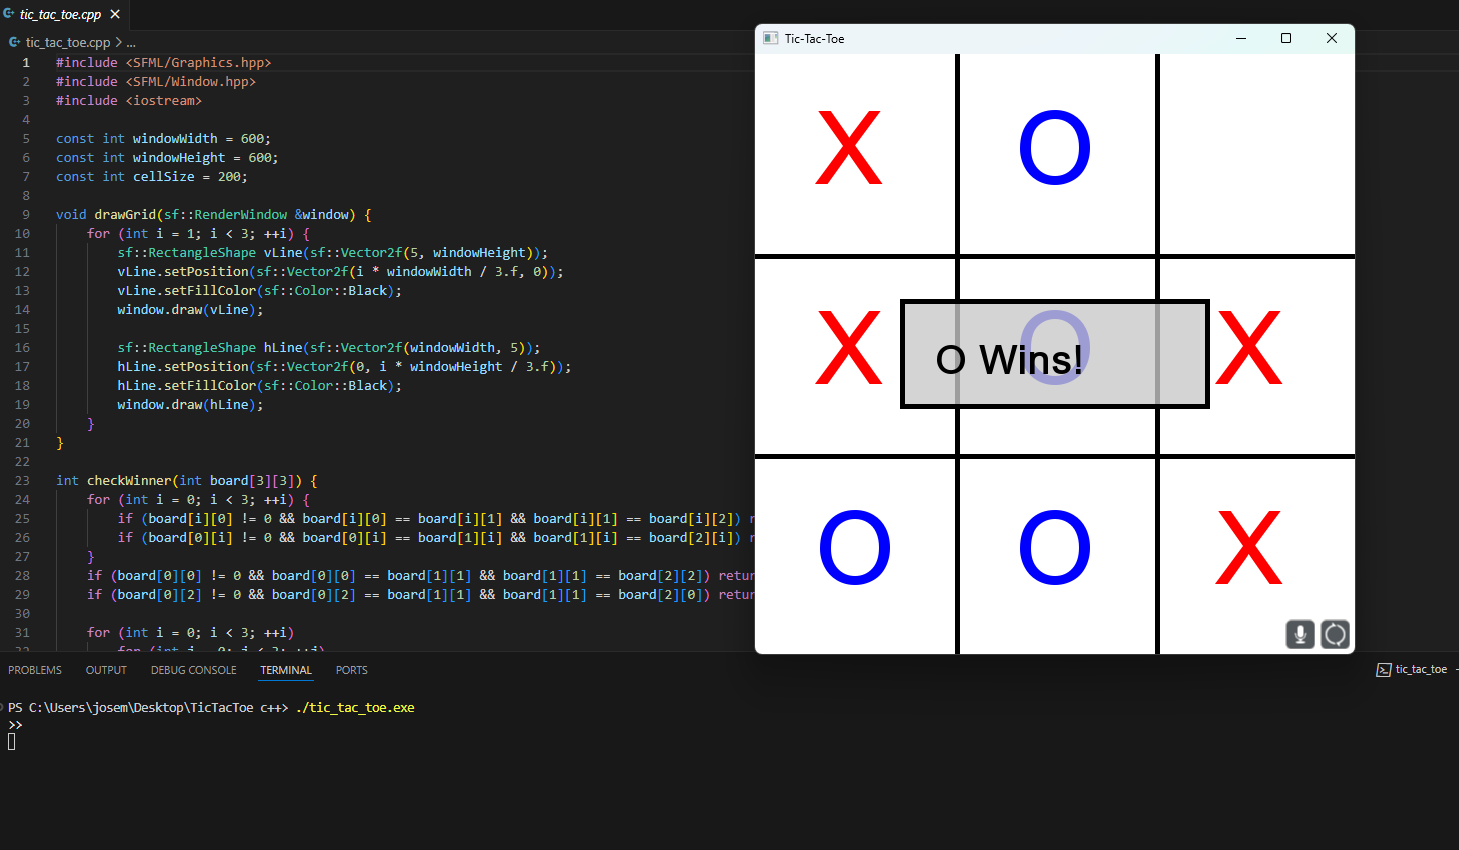 tic_tac_toe.cpp
tic_tac_toe.cpp > ...
1 #include <SFML/Graphics.hpp>
2 #include <SFML/Window.hpp>
3 #include <iostream>
4
5 const int windowWidth = 600;
6 const int windowHeight = 600;
7 const int cellSize = 200;
8
9 void drawGrid(sf::RenderWindow &window) {
10 for (int i = 1; i < 3; ++i) {
11 sf::RectangleShape vLine(sf::Vector2f(5, windowHeight));
12 vLine.setPosition(sf::Vector2f(i * windowWidth / 3.f, 0));
13 vLine.setFillColor(sf::Color::Black);
14 window.draw(vLine);
15
16 sf::RectangleShape hLine(sf::Vector2f(windowWidth, 5));
17 hLine.setPosition(sf::Vector2f(0, i * windowHeight / 3.f));
18 hLine.setFillColor(sf::Color::Black);
19 window.draw(hLine);
20 }
21 }
22
23 int checkWinner(int board[3][3]) {
24 for (int i = 0; i < 3; ++i) {
25 if (board[i][0] != 0 && board[i][0] == board[i][1] && board[i][1] == board[i][2]) r
26 if (board[0][i] != 0 && board[0][i] == board[1][i] && board[1][i] == board[2][i]) r
27 }
28 if (board[0][0] != 0 && board[0][0] == board[1][1] && board[1][1] == board[2][2]) retur
29 if (board[0][2] != 0 && board[0][2] == board[1][1] && board[1][1] == board[2][0]) retur
30
31 for (int i = 0; i < 3; ++i)
32 for (int j = 0; j < 3; ++j)
Tic-Tac-Toe
X O
X O X
O Wins!
O O X
PROBLEMS OUTPUT DEBUG CONSOLE TERMINAL PORTS
tic_tac_toe
PS C:\Users\josem\Desktop\TicTacToe c++> ./tic_tac_toe.exe
>>